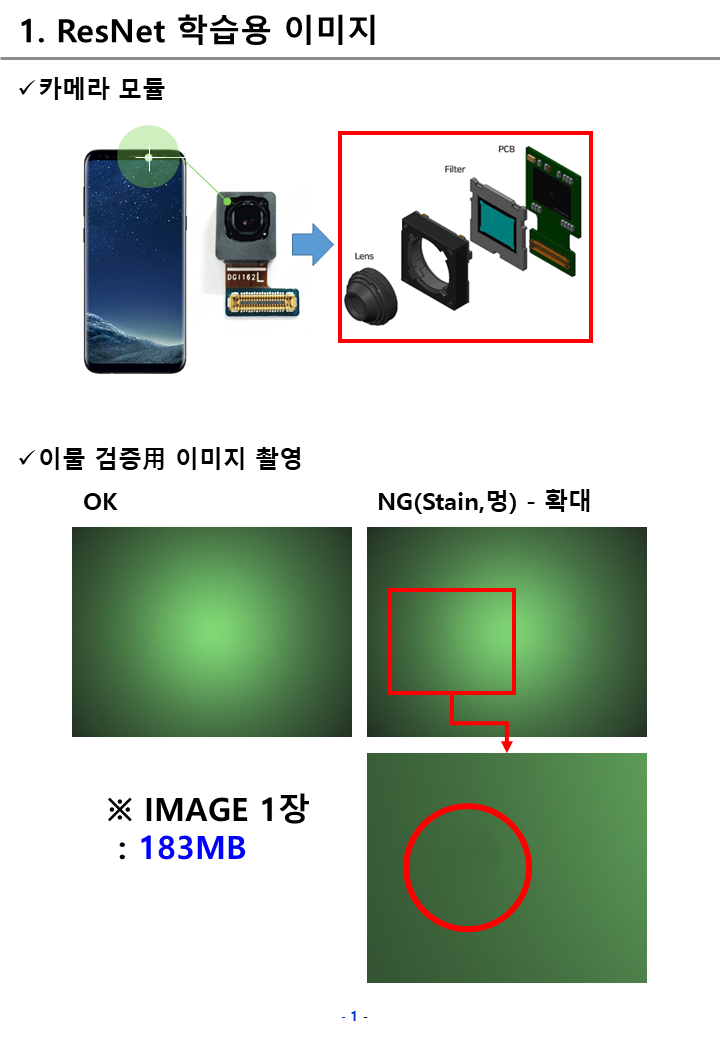 1. ResNet 학습용 이미지
✓카메라 모듈
PCB
Filter
Lens
DG1162L
✓이물 검증用 이미지 촬영
OK
NG(Stain,멍) - 확대
※ IMAGE 1장
: 183MB
- 1 -